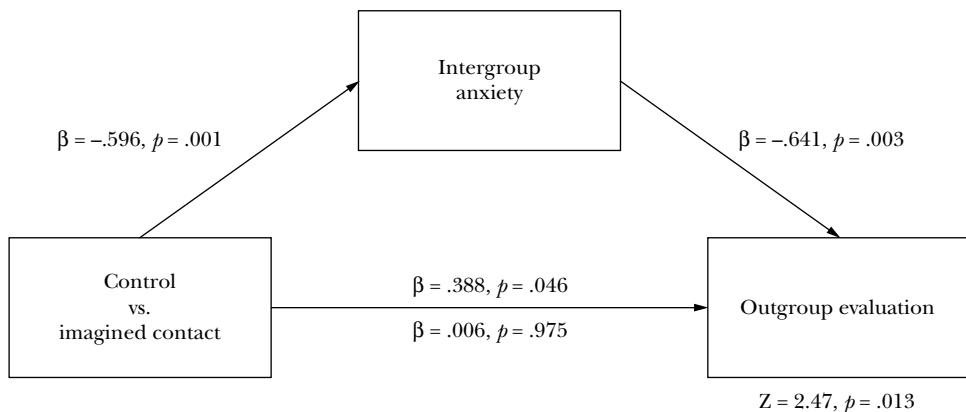 Intergroup
anxiety
β = –.596, p = .001
β = –.641, p = .003
Control
vs.
imagined contact
β = .388, p = .046
β = .006, p = .975
Outgroup evaluation
Z = 2.47, p = .013